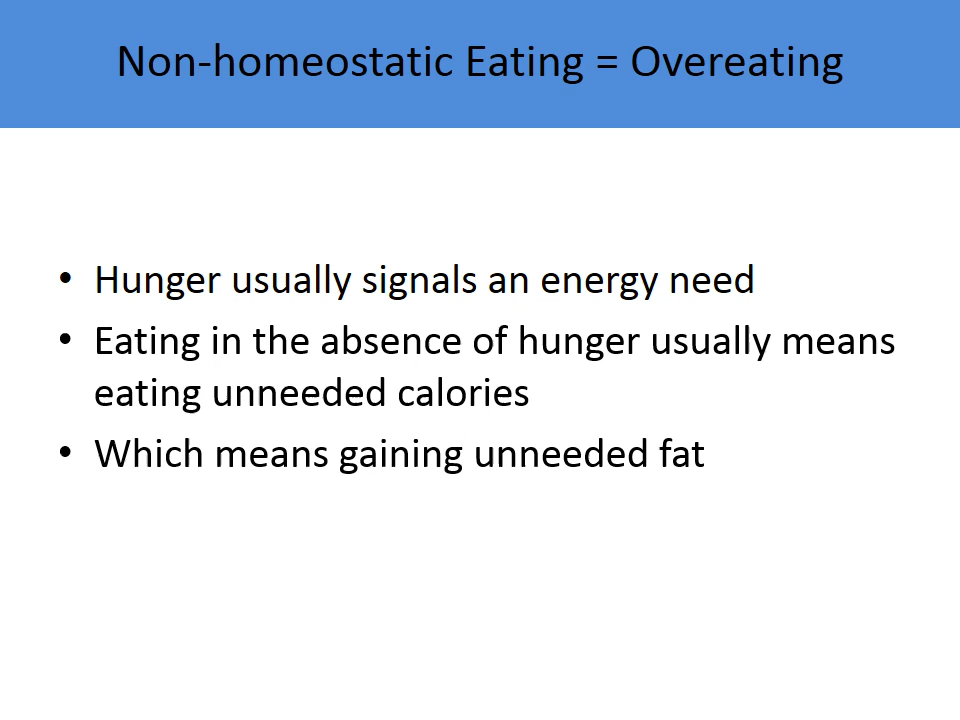 Non-homeostatic Eating = Overeating
• Hunger usually signals an energy need
• Eating in the absence of hunger usually means
eating unneeded calories
• Which means gaining unneeded fat